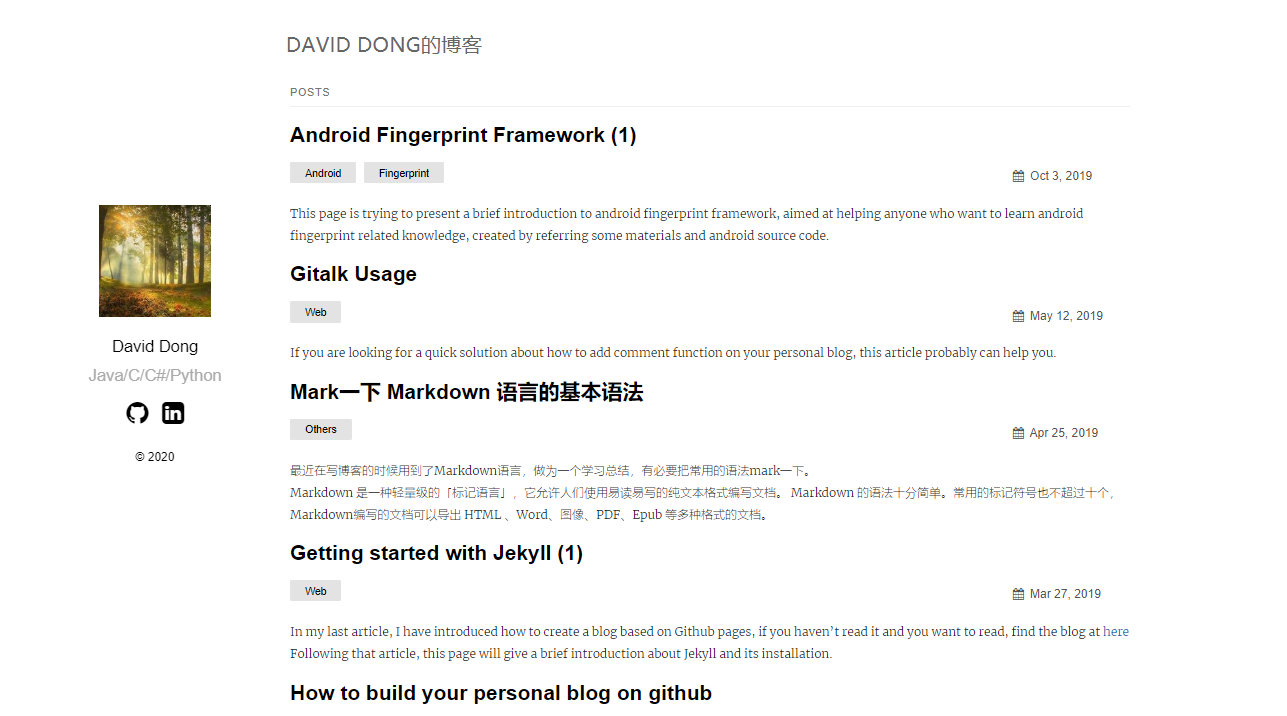 DAVID DONG的博客
POSTS
Android Fingerprint Framework (1)
Android Fingerprint Oct 3, 2019
This page is trying to present a brief introduction to android fingerprint framework, aimed at helping anyone who want to learn android
fingerprint related knowledge, created by referring some materials and android source code.
Gitalk Usage
Web May 12, 2019
If you are looking for a quick solution about how to add comment function on your personal blog, this article probably can help you.
Mark一下 Markdown 语言的基本语法
Others Apr 25, 2019
最近在写博客的时候用到了Markdown语言，做为一个学习总结，有必要把常用的语法mark一下。
Markdown 是一种轻量级的「标记语言」，它允许人们使用易读易写的纯文本格式编写文档。 Markdown 的语法十分简单。常用的标记符号也不超过十个，
Markdown编写的文档可以导出 HTML 、Word、图像、PDF、Epub 等多种格式的文档。
Getting started with Jekyll (1)
Web Mar 27, 2019
In my last article, I have introduced how to create a blog based on Github pages, if you haven’t read it and you want to read, find the blog at here
Following that article, this page will give a brief introduction about Jekyll and its installation.
How to build your personal blog on github
David Dong
Java/C/C#/Python
in
© 2020